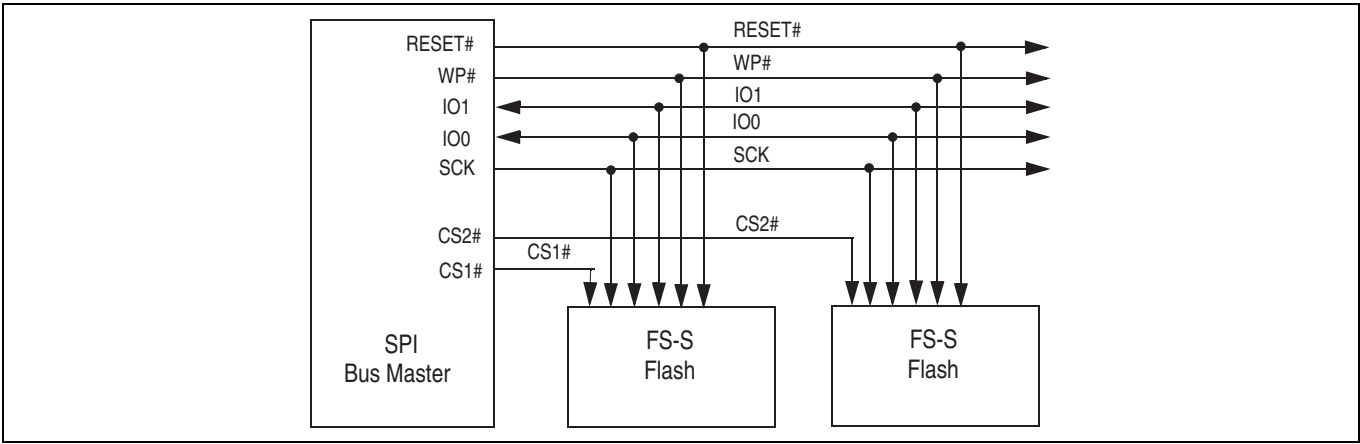 RESET#
RESET#
WP#
WP#
IO1
IO1
IO0
IO0
SCK
SCK
CS2#
CS2#
CS1#
CS1#
SPI
Bus Master
FS-S
Flash
FS-S
Flash